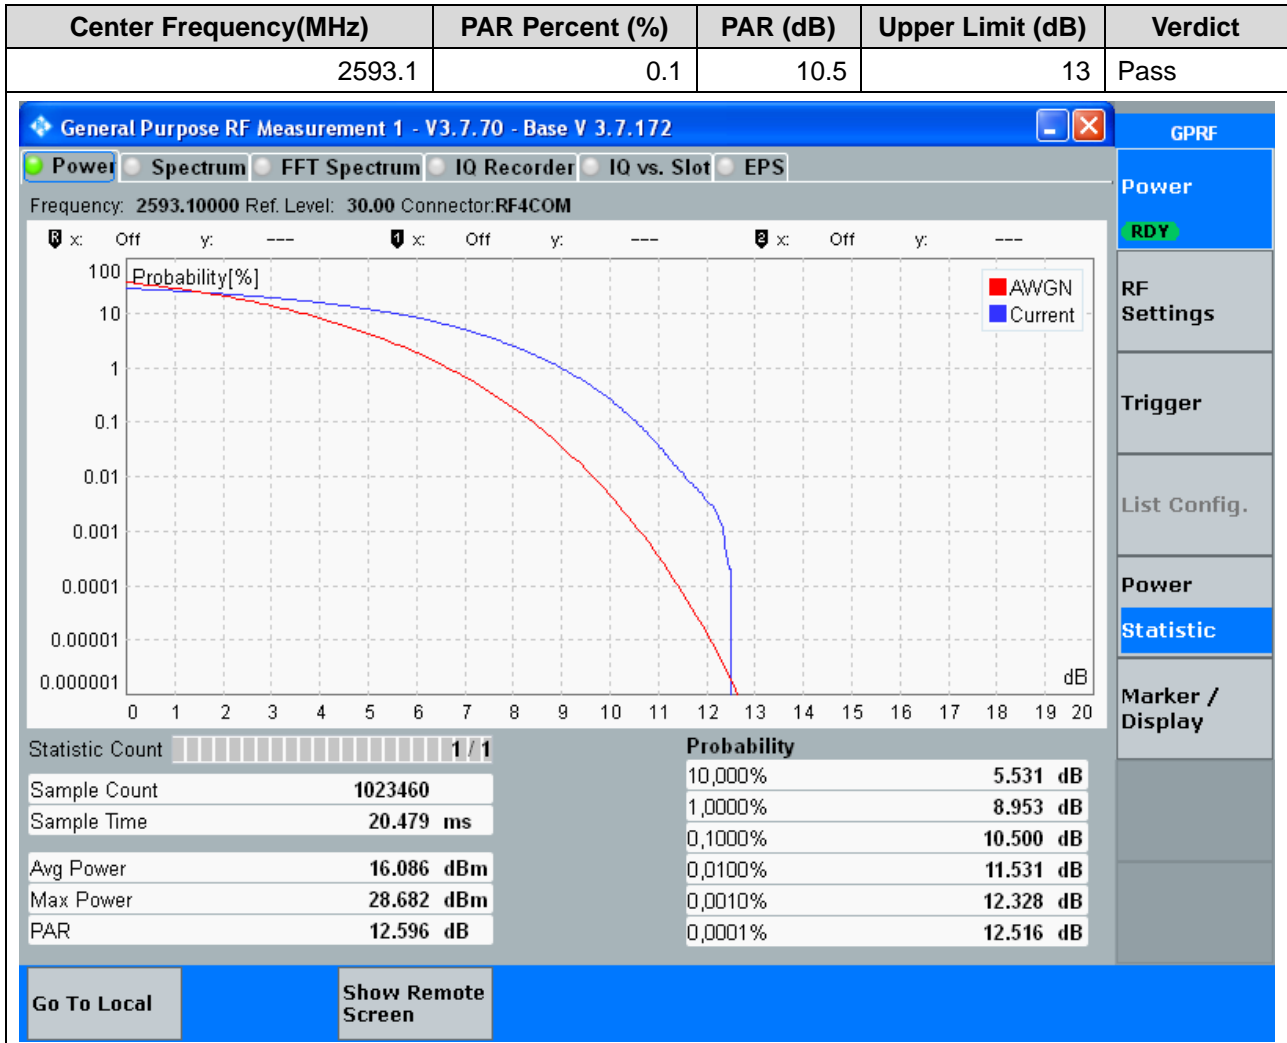 Center Frequency(MHz) PAR Percent (%) PAR (dB) Upper Limit (dB) Verdict
2593.1 0.1 10.5 13 Pass
General Purpose RF Measurement 1 - V3.7.70 - Base V 3.7.172
GPRF
Power Spectrum FFT Spectrum IQ Recorder IQ vs. Slot EPS
Frequency: 2593.10000 Ref. Level: 30.00 Connector:RF4COM
R x: Off y: --- 1 x: Off y: --- 2 x: Off y: ---
Probability[%]
100
10
1
0.1
0.01
0.001
0.0001
0.00001
0.000001
AWGN
Current
dB
0 1 2 3 4 5 6 7 8 9 10 11 12 13 14 15 16 17 18 19 20
Power
RDY
RF
Settings
Trigger
List Config.
Power
Statistic
Marker /
Display
Statistic Count 1 / 1
Sample Count 1023460
Sample Time 20.479 ms
Avg Power 16.086 dBm
Max Power 28.682 dBm
PAR 12.596 dB
Probability
10,000% 5.531 dB
1,0000% 8.953 dB
0,1000% 10.500 dB
0,0100% 11.531 dB
0,0010% 12.328 dB
0,0001% 12.516 dB
Go To Local
Show Remote
Screen